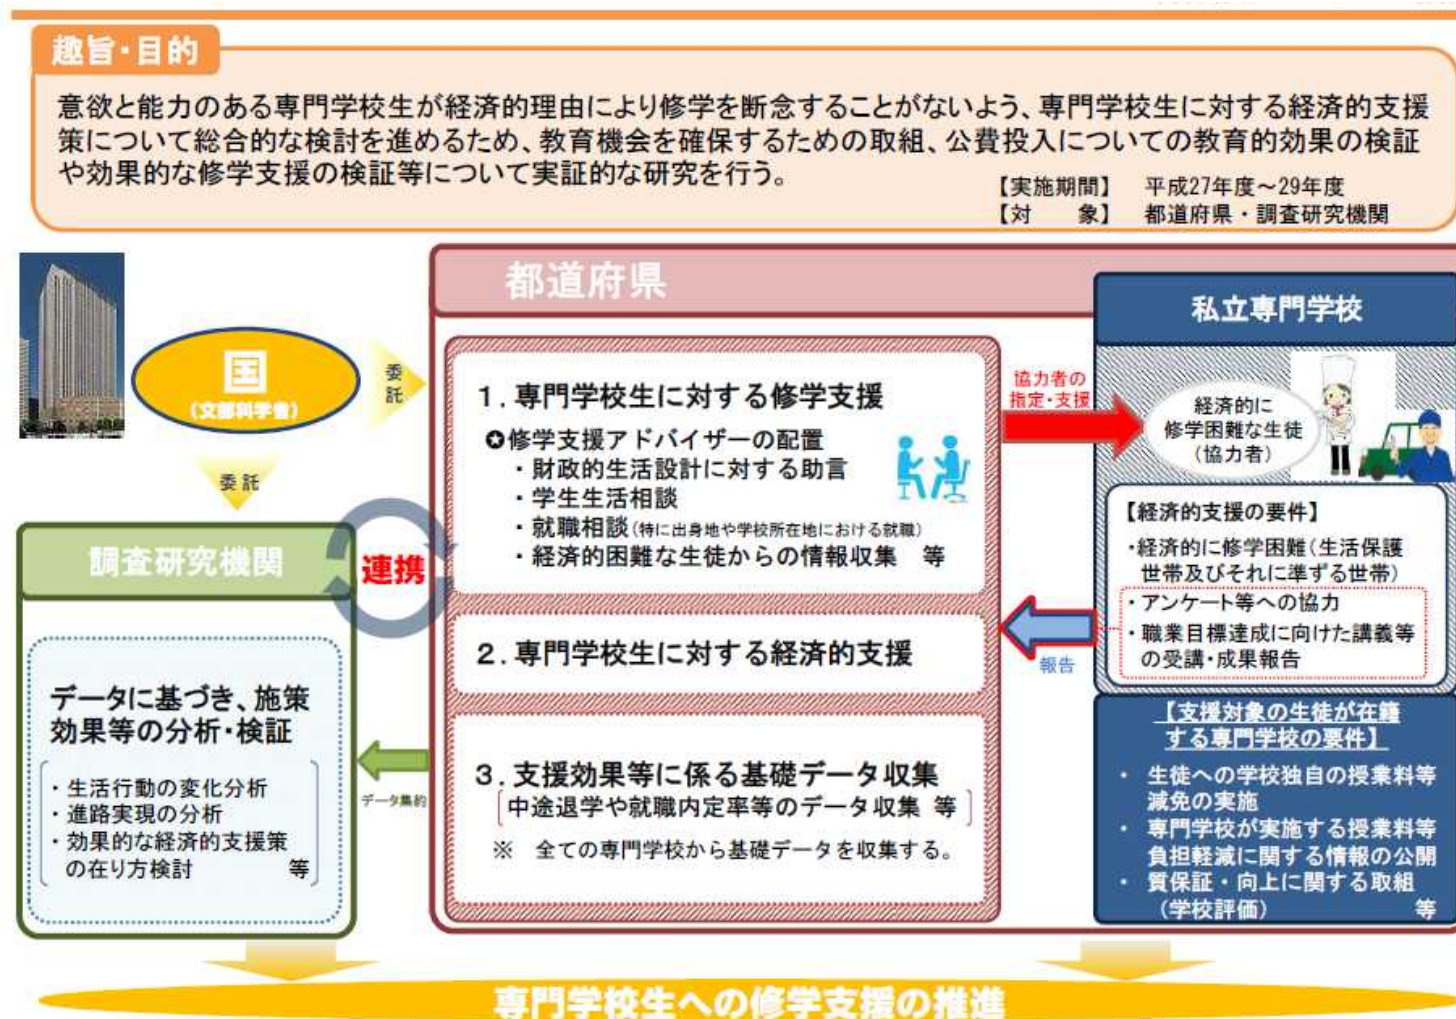 趣旨・目的
意欲と能力のある専門学校生が経済的理由により修学を断念することがないよう、専門学校生に対する経済的支援
策について総合的な検討を進めるため、教育機会を確保するための取組、公費投入についての教育的効果の検証
や効果的な修学支援の検証等について実証的な研究を行う。
【実施期間】 平成27年度～29年度
【対 象】 都道府県・調査研究機関
国
(文部科学省)
委託
委託
調査研究機関
連携
データに基づき、施策
効果等の分析・検証
・生活行動の変化分析
・進路実現の分析
・効果的な経済的支援策
の在り方検討 等
データ集約
都道府県
1．専門学校生に対する修学支援
✪修学支援アドバイザーの配置
・財政的生活設計に対する助言
・学生生活相談
・就職相談(特に出身地や学校所在地における就職)
・経済的困難な生徒からの情報収集 等
2．専門学校生に対する経済的支援
3．支援効果等に係る基礎データ収集
中途退学や就職内定率等のデータ収集 等
※ 全ての専門学校から基礎データを収集する。
協力者の
指定・支援
報告
私立専門学校
経済的に
修学困難な生徒
（協力者）
【経済的支援の要件】
・経済的に修学困難（生活保護
世帯及びそれに準ずる世帯）
・アンケート等への協力
・職業目標達成に向けた講義等
の受講・成果報告
【支援対象の生徒が在籍
する専門学校の要件】
・ 生徒への学校独自の授業料等
減免の実施
・ 専門学校が実施する授業料等
負担軽減に関する情報の公開
・ 質保証・向上に関する取組
（学校評価） 等
専門学校生への修学支援の推進